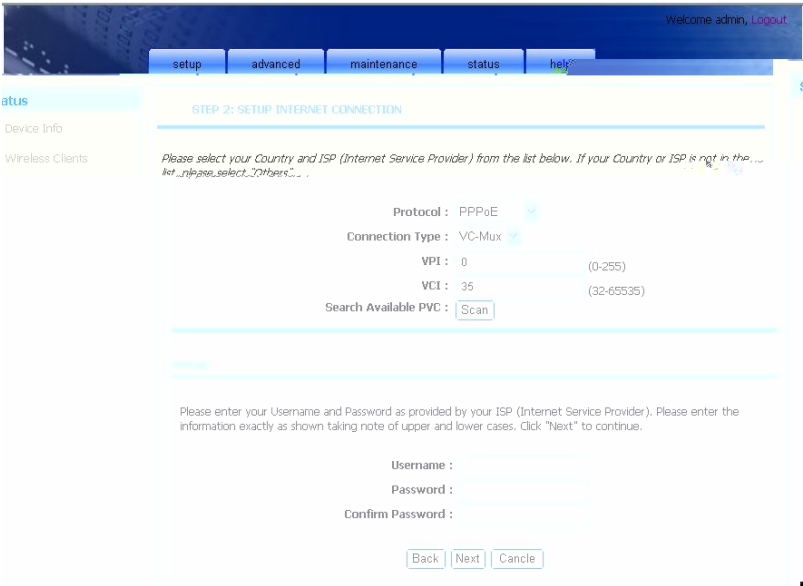 Welcome admin, Logout
setup advanced maintenance status help
atus
Device Info
Wireless Clients
STEP 2: SETUP INTERNET CONNECTION
Please select your Country and ISP (Internet Service Provider) from the list below. If your Country or ISP is not in the
list, please select "Others"
Protocol : PPPoE
Connection Type : VC-Mux
VPI : 0 (0-255)
VCI : 35 (32-65535)
Search Available PVC : Scan
Please enter your Username and Password as provided by your ISP (Internet Service Provider). Please enter the
information exactly as shown taking note of upper and lower cases. Click "Next" to continue.
Username :
Password :
Confirm Password :
Back Next Cancle